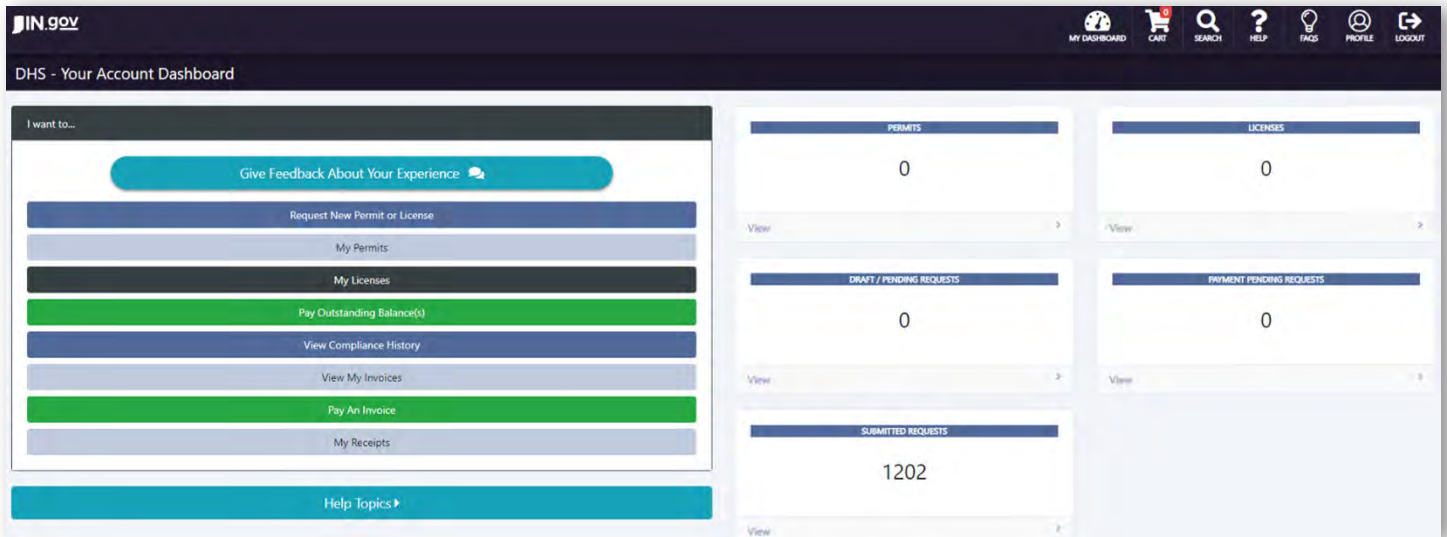 IN.gov
MY DASHBOARD
0
CART
SEARCH
HELP
FAQS
PROFILE
LOGOUT
DHS - Your Account Dashboard
I want to...
Give Feedback About Your Experience
Request New Permit or License
My Permits
My Licenses
Pay Outstanding Balance(s)
View Compliance History
View My Invoices
Pay An Invoice
My Receipts
Help Topics
PERMITS
0
View
LICENSES
0
View
DRAFT / PENDING REQUESTS
0
View
PAYMENT PENDING REQUESTS
0
View
SUBMITTED REQUESTS
1202
View